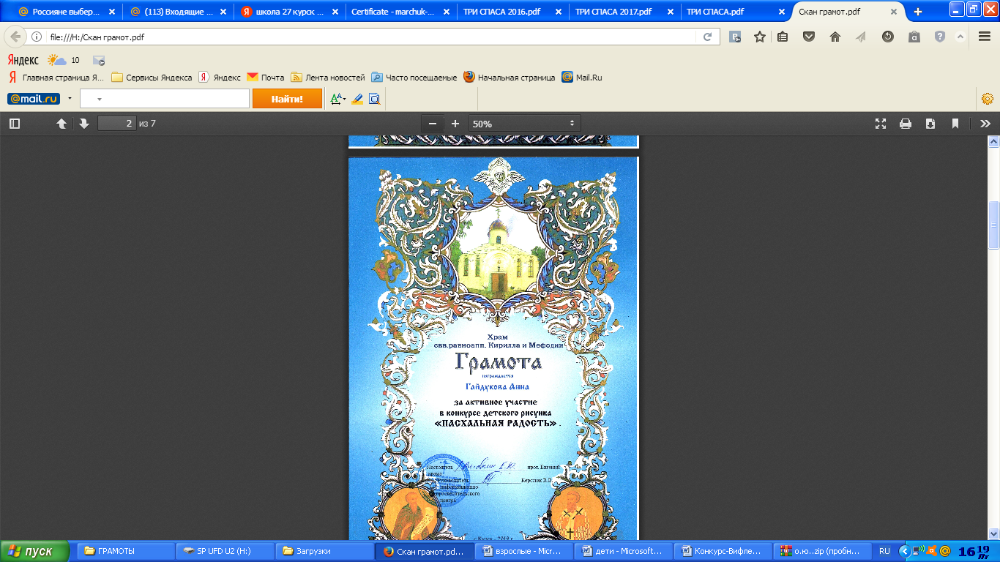 Россияне выбер...
(113) Входящие ...
школа 27 курск ...
Certificate - marchuk-...
ТРИ СПАСА 2016.pdf
ТРИ СПАСА 2017.pdf
ТРИ СПАСА.pdf
Скан грамот.pdf
file:///H:/Скан грамот.pdf
Яндекс
10
Главная страница Я...
Сервисы Яндекса
Яндекс
Почта
Лента новостей
Часто посещаемые
Начальная страница
Mail.Ru
@mail.ru
Найти!
2 из 7
50%
Храм
свв.равноапп. Кирилла и Мефодия
Грамота
награждается
Гайдукова Анна
за активное участие
в конкурсе детского рисунка
«ПАСХАЛЬНАЯ РАДОСТЬ» .
Настоятель прот. Евгений
храма
Руководитель
информационно-
просветительского
центра
г.Курск - 2019 г.
пуск
ГРАМОТЫ
SP UFD U2 (H:)
Загрузки
Скан грамот.pd...
взрослые - Micr...
дети - Microsoft...
Конкурс-Вифле...
о.ю..zip (пробн...
RU
16 19
Пт